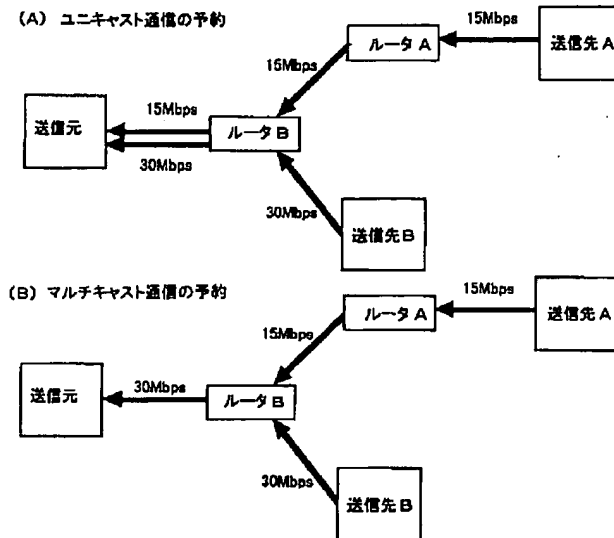 (A) ユニキャスト通信の予約
15Mbps
送信先A
ルータA
15Mbps
15Mbps
送信元
ルータB
30Mbps
30Mbps
送信先B
(B) マルチキャスト通信の予約
15Mbps
送信先A
ルータA
15Mbps
30Mbps
送信元
ルータB
30Mbps
送信先B